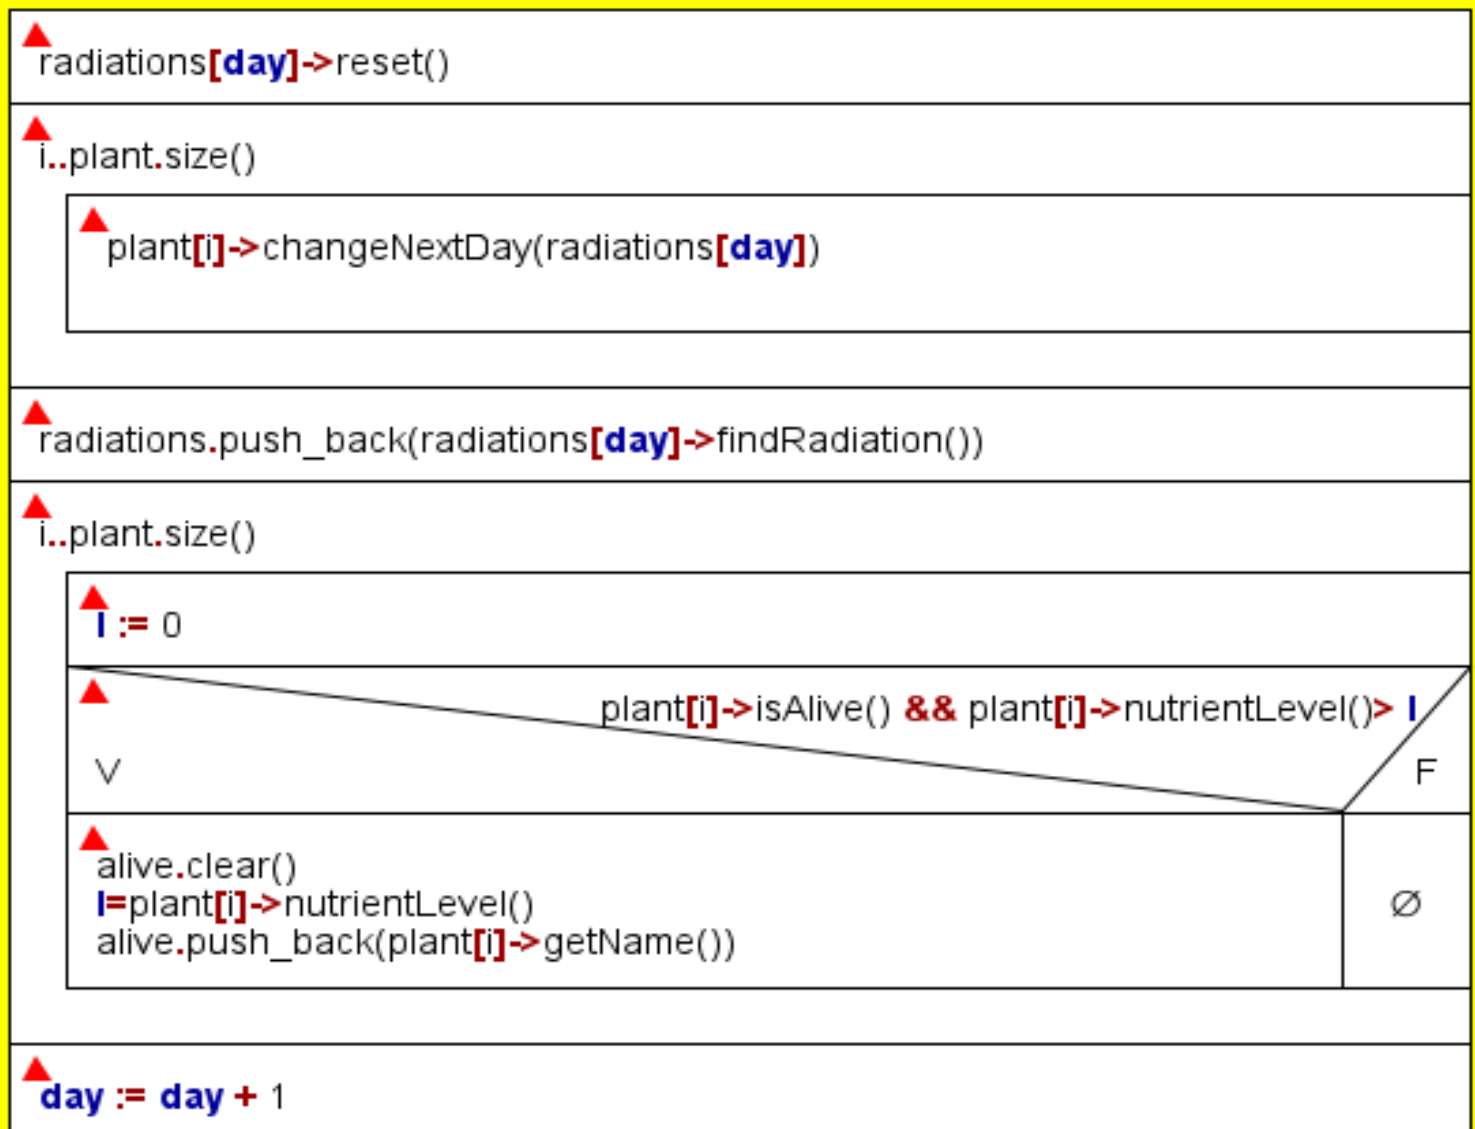 radiations[day]->reset()
i..plant.size()
plant[i]->changeNextDay(radiations[day])
radiations.push_back(radiations[day]->findRadiation())
i..plant.size()
l := 0
plant[i]->isAlive() && plant[i]->nutrientLevel()> l
V
F
alive.clear()
l=plant[i]->nutrientLevel()
alive.push_back(plant[i]->getName())
∅
day := day + 1